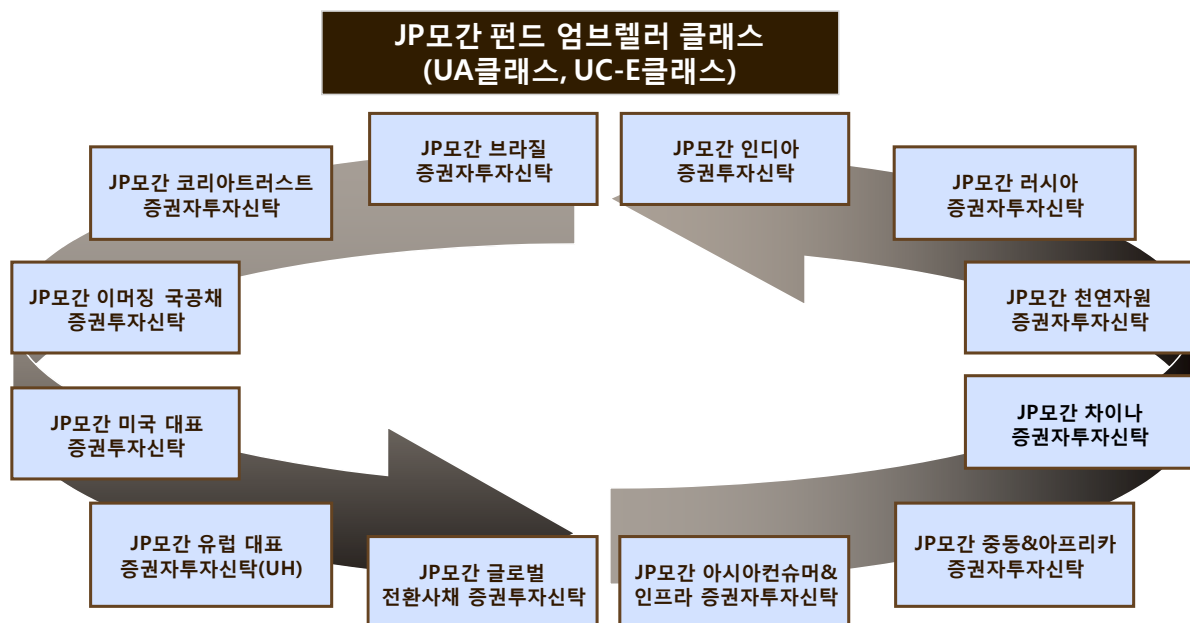 JP모간 펀드 엄브렐러 클래스
(UA클래스, UC-E클래스)
JP모간 브라질
증권자투자신탁
JP모간 인디아
증권투자신탁
JP모간 코리아트러스트
증권자투자신탁
JP모간 러시아
증권자투자신탁
JP모간 이머징 국공채
증권투자신탁
JP모간 천연자원
증권자투자신탁
JP모간 미국 대표
증권투자신탁
JP모간 차이나
증권자투자신탁
JP모간 유럽 대표
증권자투자신탁(UH)
JP모간 중동&아프리카
증권자투자신탁
JP모간 글로벌
전환사채 증권투자신탁
JP모간 아시아컨슈머&
인프라 증권자투자신탁